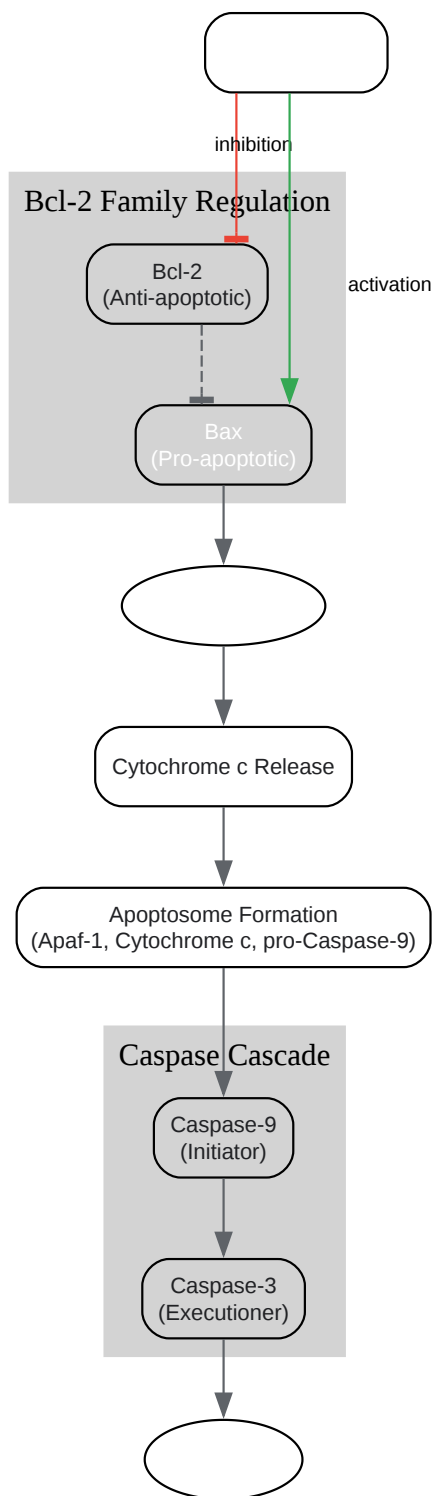 inhibition
Bcl-2 Family Regulation
Bcl-2
(Anti-apoptotic)
activation
Bax
(Pro-apoptotic)
Cytochrome c Release
Apoptosome Formation
(Apaf-1, Cytochrome c, pro-Caspase-9)
Caspase Cascade
Caspase-9
(Initiator)
Caspase-3
(Executioner)